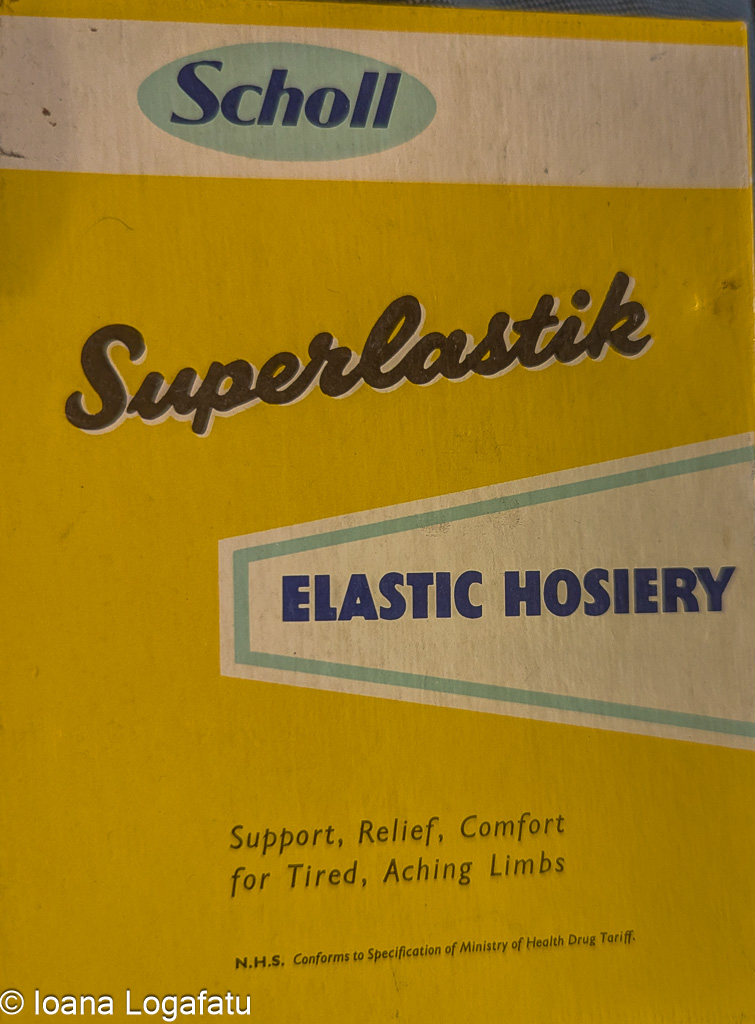 Scholl
Superlastik
ELASTIC HOSIERY
Support, Relief, Comfort
for Tired, Aching Limbs
N.H.S. Conforms to Specification of Ministry of Health Drug Tariff.
© Ioana Logafatu